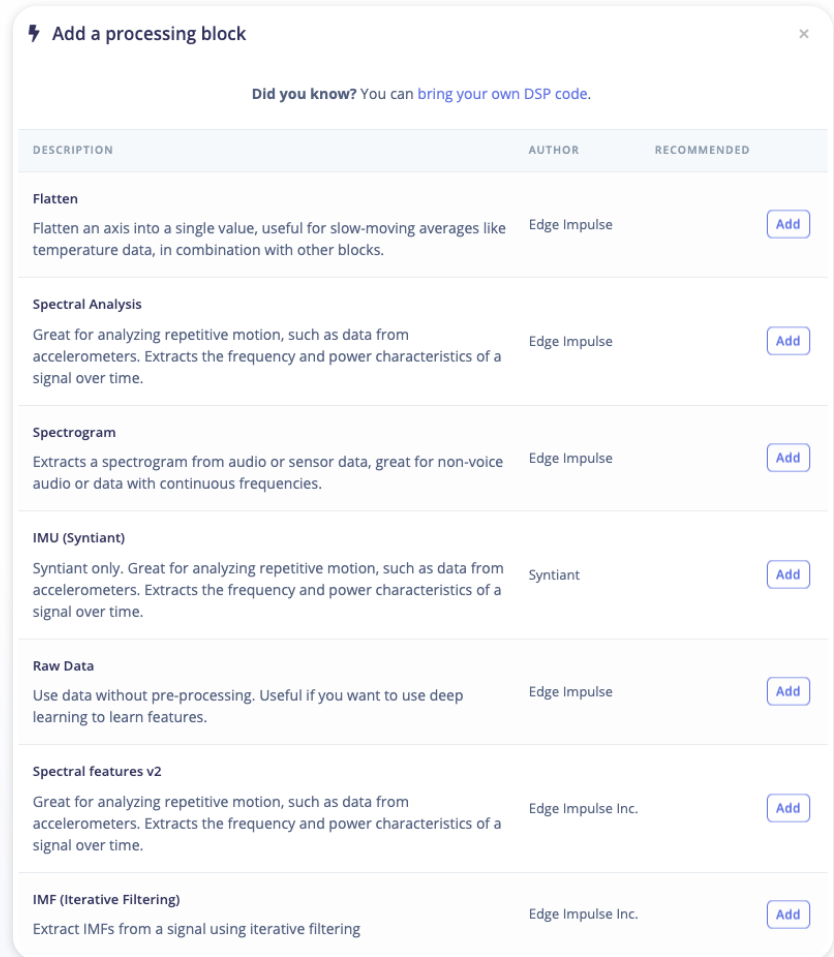 Add a processing block
Did you know? You can bring your own DSP code.
DESCRIPTION AUTHOR RECOMMENDED
Flatten
Flatten an axis into a single value, useful for slow-moving averages like
temperature data, in combination with other blocks.
Edge Impulse
Add
Spectral Analysis
Great for analyzing repetitive motion, such as data from
accelerometers. Extracts the frequency and power characteristics of a
signal over time.
Edge Impulse
Add
Spectrogram
Extracts a spectrogram from audio or sensor data, great for non-voice
audio or data with continuous frequencies.
Edge Impulse
Add
IMU (Syntiant)
Syntiant only. Great for analyzing repetitive motion, such as data from
accelerometers. Extracts the frequency and power characteristics of a
signal over time.
Syntiant
Add
Raw Data
Use data without pre-processing. Useful if you want to use deep
learning to learn features.
Edge Impulse
Add
Spectral features v2
Great for analyzing repetitive motion, such as data from
accelerometers. Extracts the frequency and power characteristics of a
signal over time.
Edge Impulse Inc.
Add
IMF (Iterative Filtering)
Extract IMFs from a signal using iterative filtering
Edge Impulse Inc.
Add